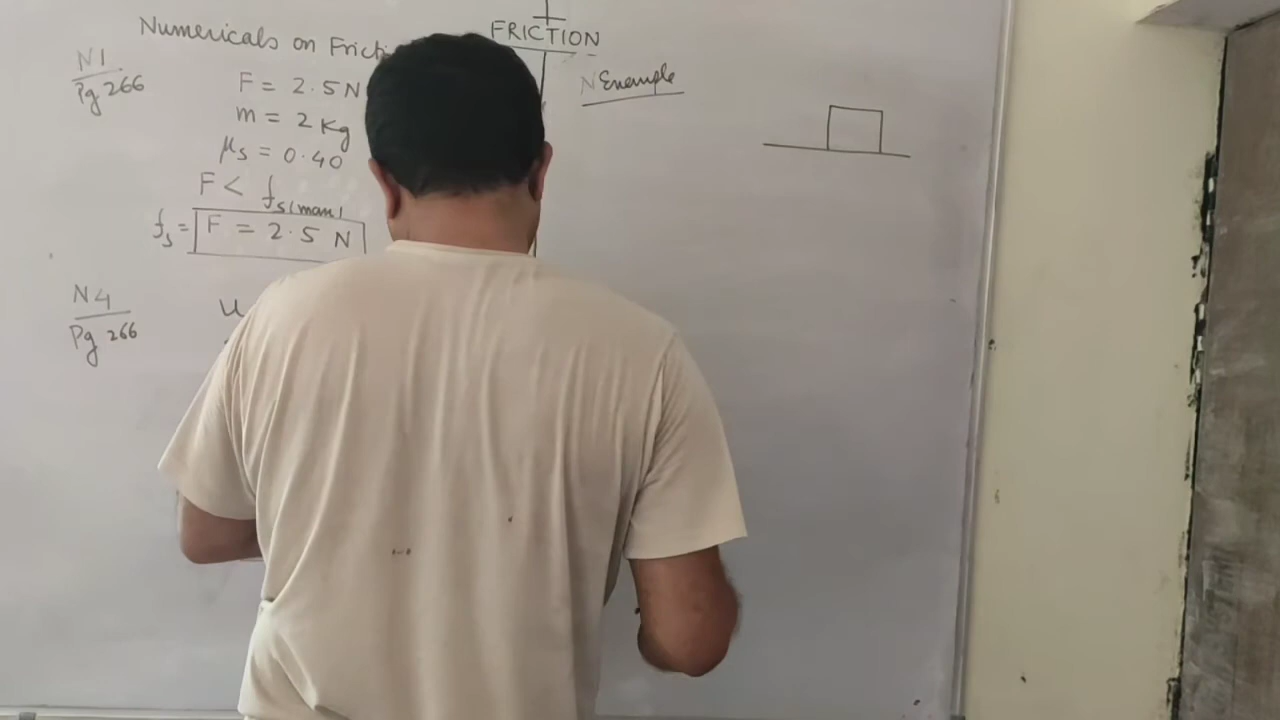 Numericals on Fricti
N1
Pg 266
F = 2.5 N
m = 2 Kg
μs = 0.40
F < fs(max)
fs = F = 2.5 N
N4
Pg 266
u
FRICTION
N Example